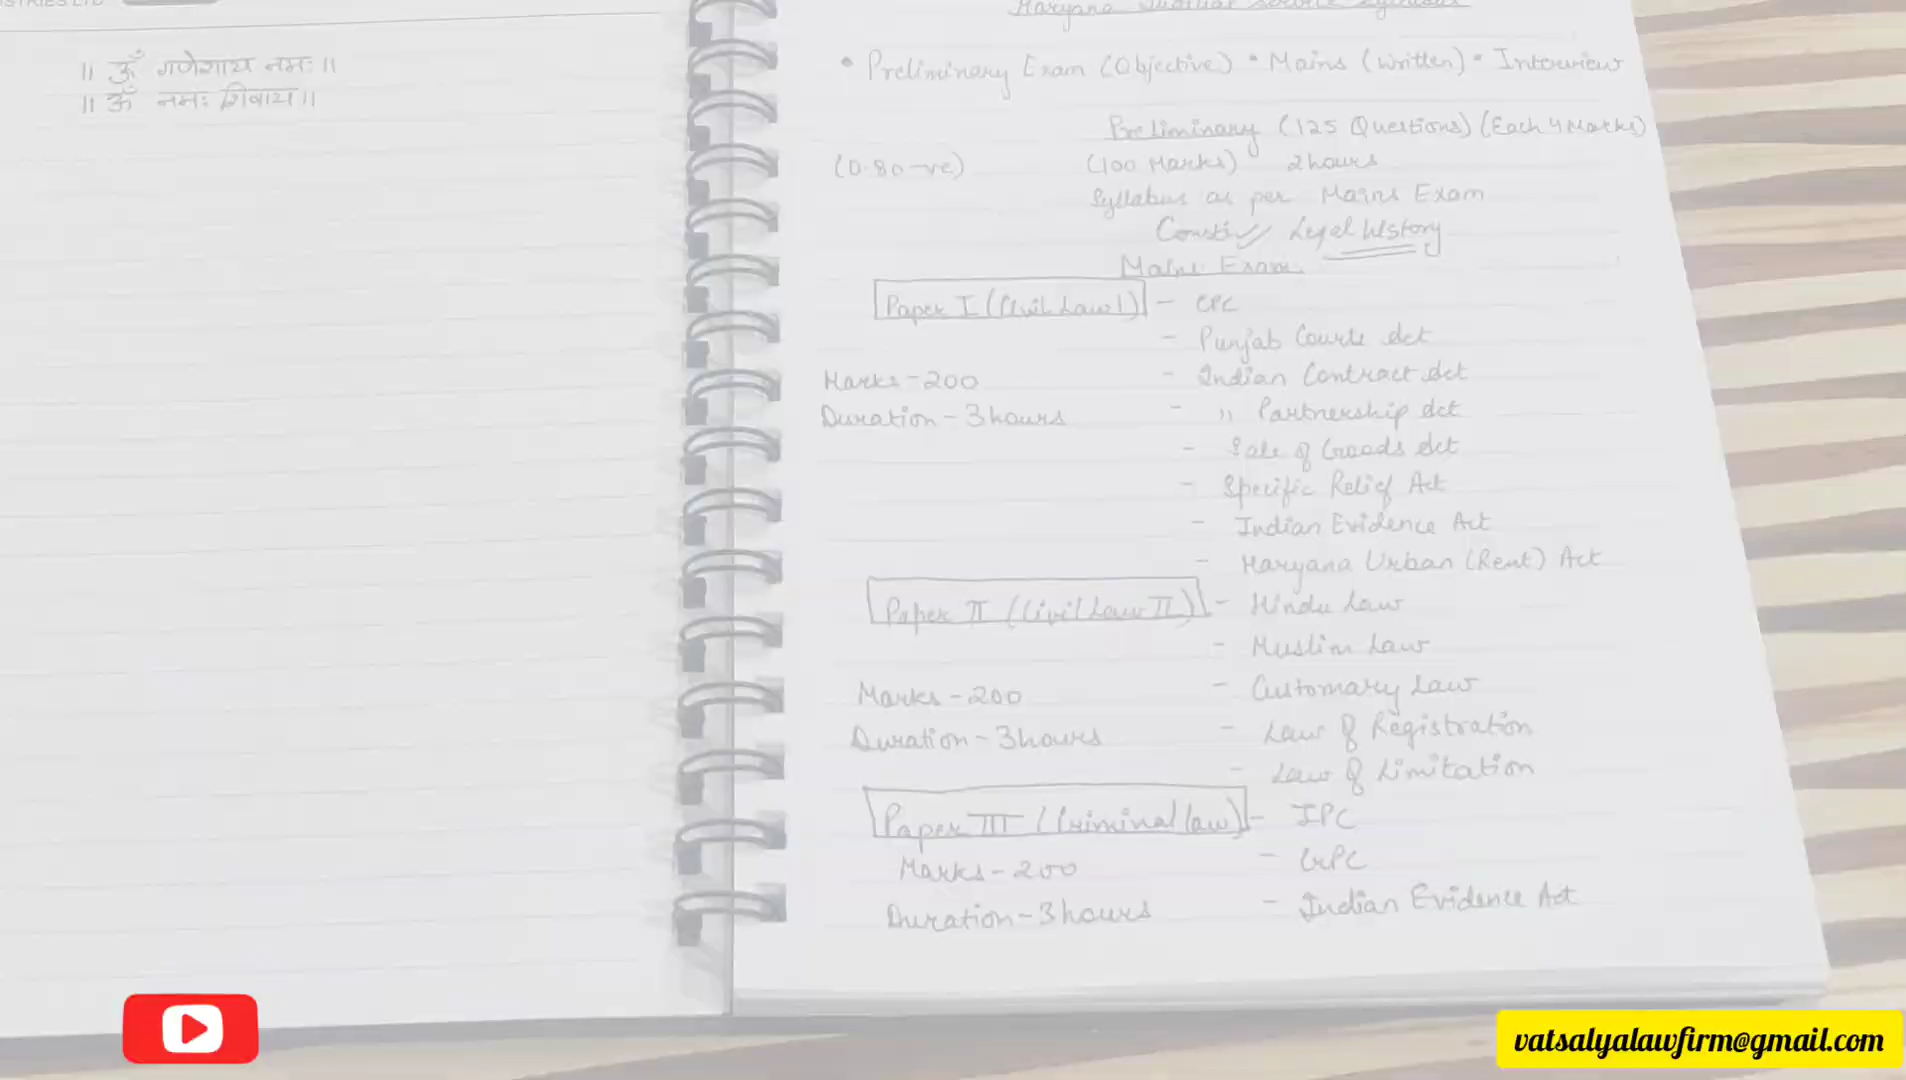 || ॐ गणेशाय नमः ||
|| ॐ नमः शिवाय ||
Haryana Judicial Service Syllabus
• Preliminary Exam (Objective) • Mains (written) • Interview
Preliminary (125 Questions) (Each 4 Marks)
(0.80 -ve) (100 Marks) 2 hours
Syllabus as per Mains Exam
Consti ✓ Legal history
Mains Exam
Paper I (Civil Law I) - CPC
- Punjab Courts Act
Marks - 200 - Indian Contract Act
Duration - 3 hours - " Partnership Act
- Sale of Goods Act
- Specific Relief Act
- Indian Evidence Act
- Haryana Urban (Rent) Act
Paper II (Civil Law II) - Hindu Law
- Muslim Law
Marks - 200 - Customary Law
Duration - 3 hours - Law of Registration
- Law of Limitation
Paper III (Criminal law) - IPC
Marks - 200 - CrPC
Duration - 3 hours - Indian Evidence Act
vatsalyalawfirm@gmail.com